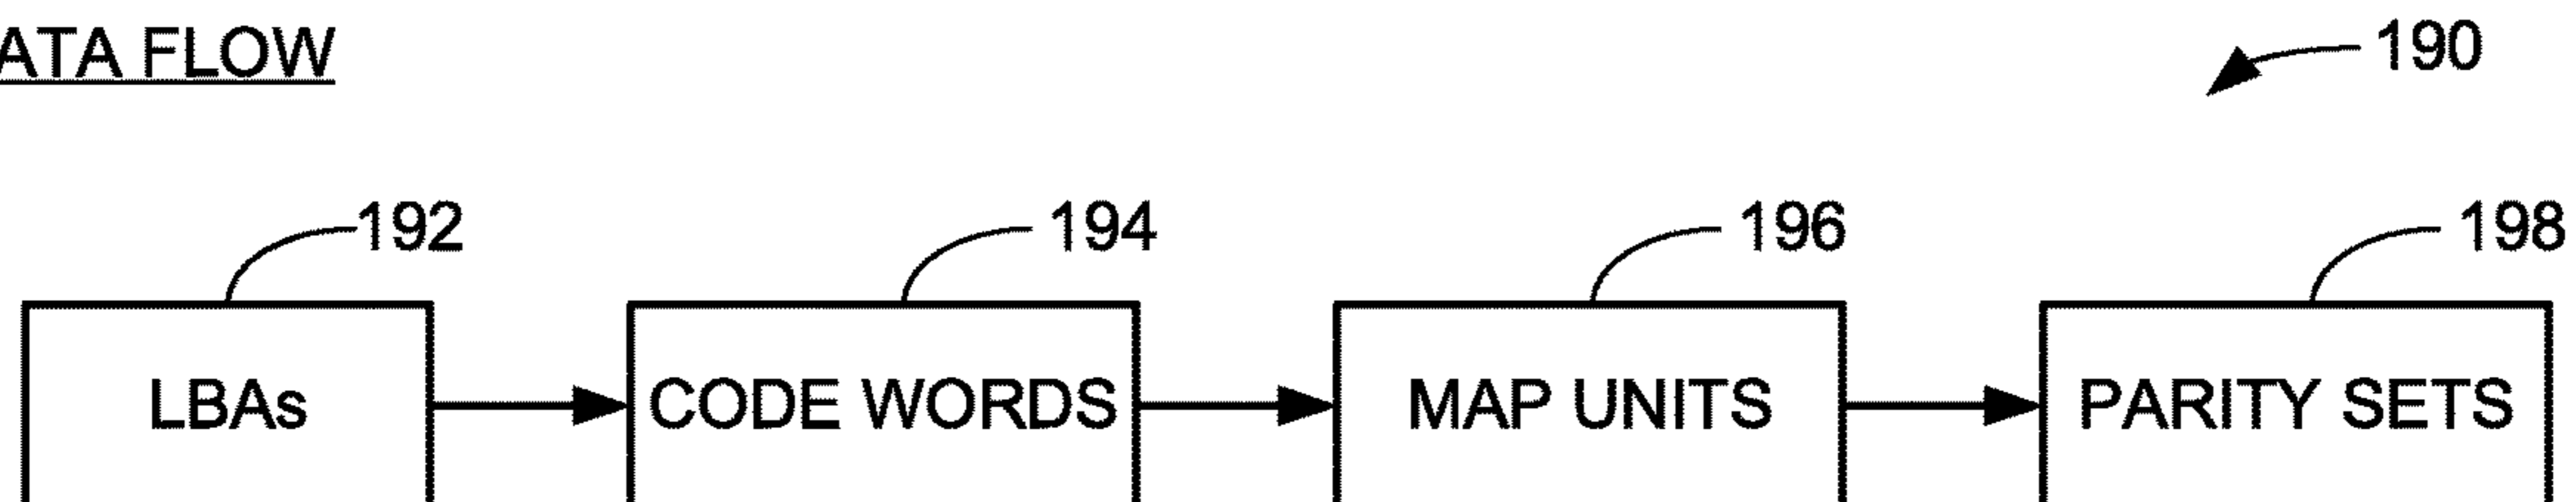 ATA FLOW
190
192
194
196
198
LBAs
CODE WORDS
MAP UNITS
PARITY SETS